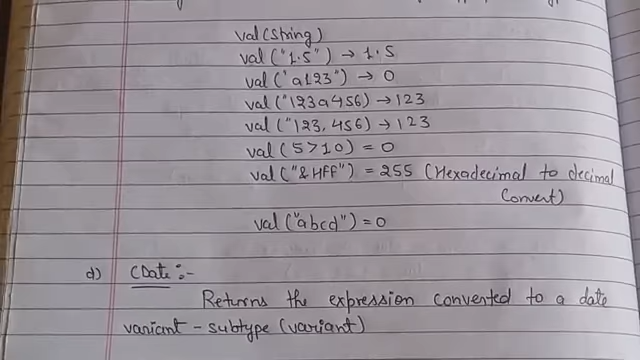 val(String)
val("1.5") → 1.5
val("a123") → 0
val("123a456) → 123
val("123,456) → 123
val(5>10) = 0
val("&HFF") = 255 (Hexadecimal to decimal
Convert)
val("abcd") = 0
d) CDate:-
Returns the expression converted to a date
variant - subtype (variant)